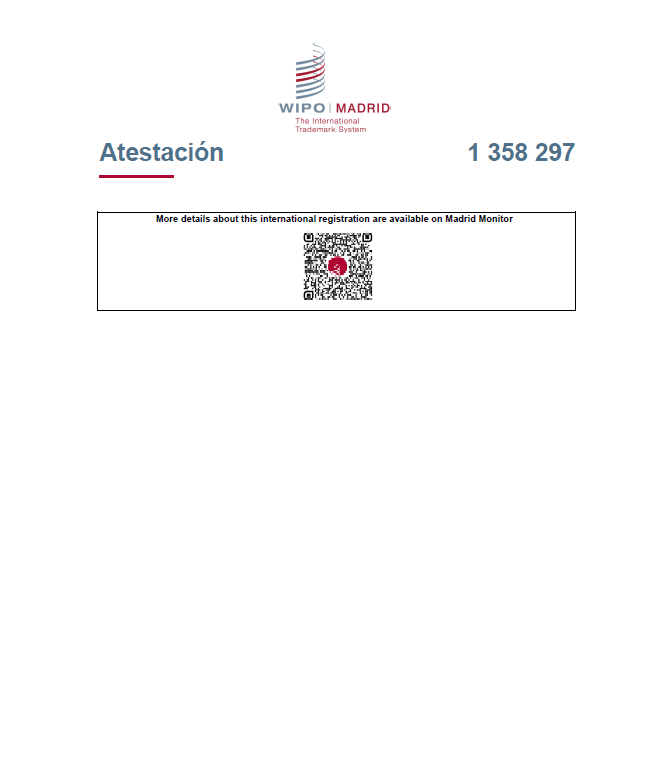 WIPO | MADRID
The International
Trademark System
Atestación 1 358 297
More details about this international registration are available on Madrid Monitor